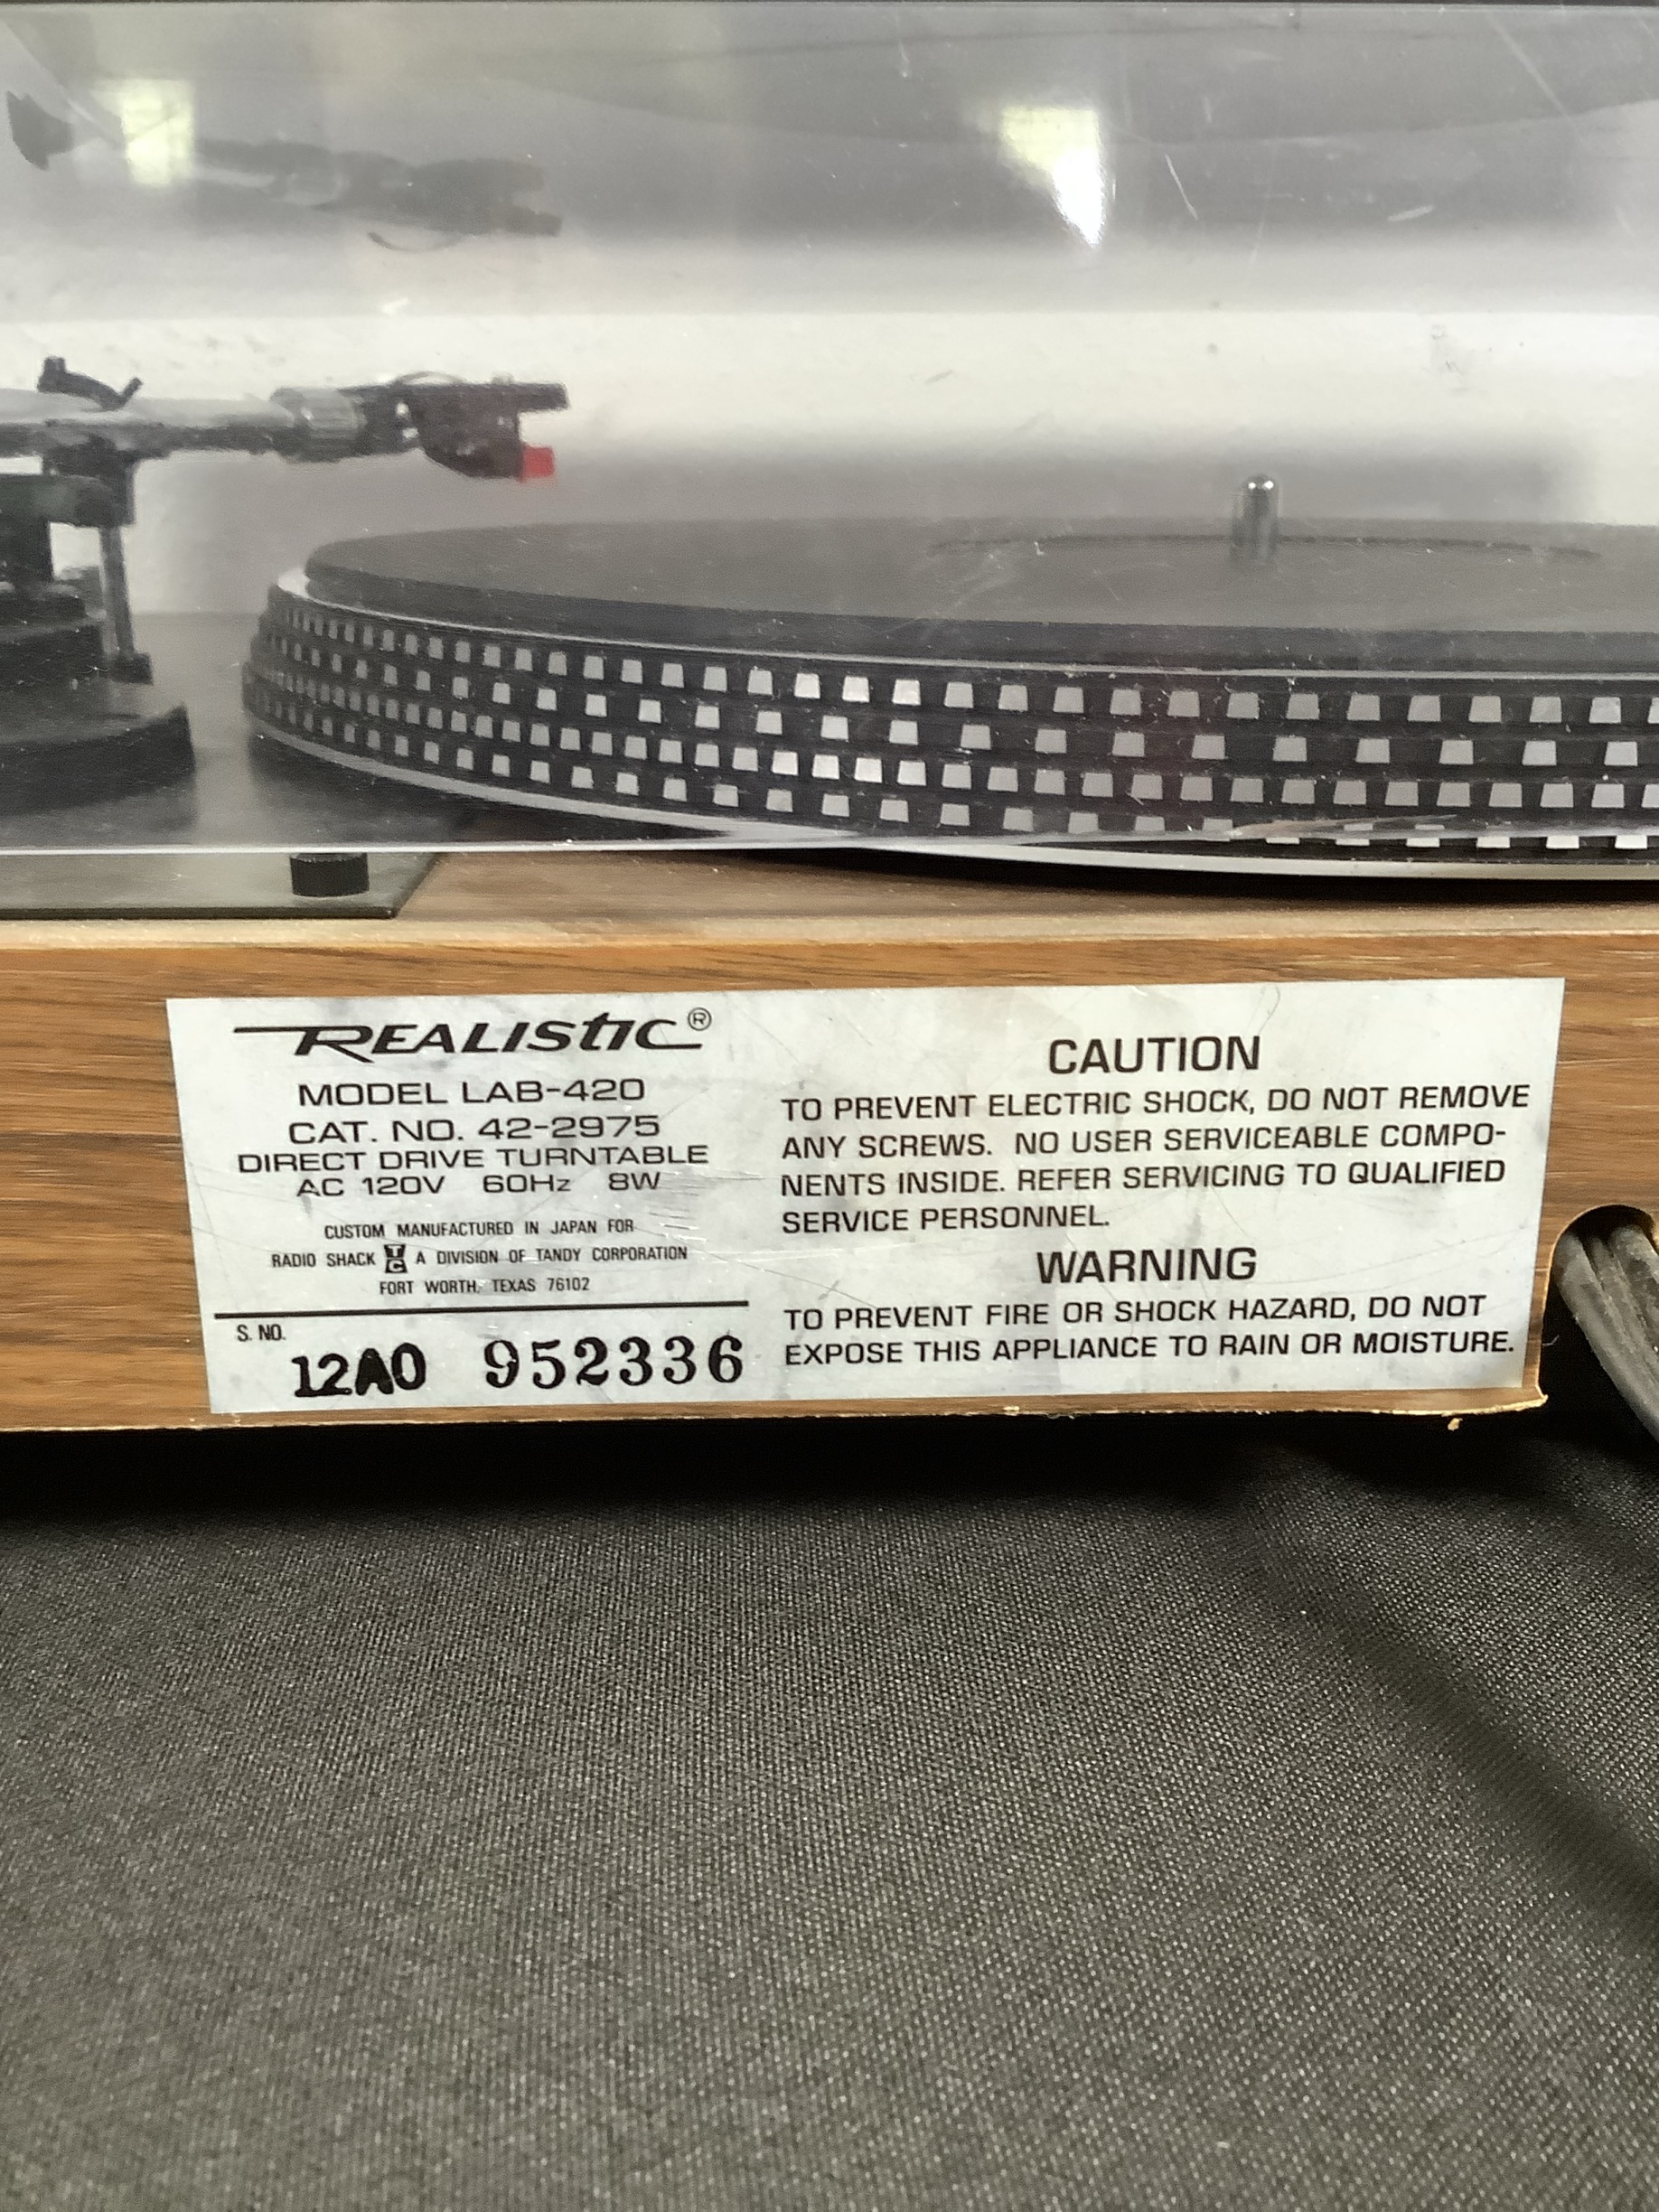 REALISTIC®
MODEL LAB-420
CAT. NO. 42-2975
DIRECT DRIVE TURNTABLE
AC 120V 60Hz 8W
CUSTOM MANUFACTURED IN JAPAN FOR
RADIO SHACK TC A DIVISION OF TANDY CORPORATION
FORT WORTH, TEXAS 76102
S. NO.
12A0 952336
CAUTION
TO PREVENT ELECTRIC SHOCK, DO NOT REMOVE
ANY SCREWS. NO USER SERVICEABLE COMPO-
NENTS INSIDE. REFER SERVICING TO QUALIFIED
SERVICE PERSONNEL.
WARNING
TO PREVENT FIRE OR SHOCK HAZARD, DO NOT
EXPOSE THIS APPLIANCE TO RAIN OR MOISTURE.